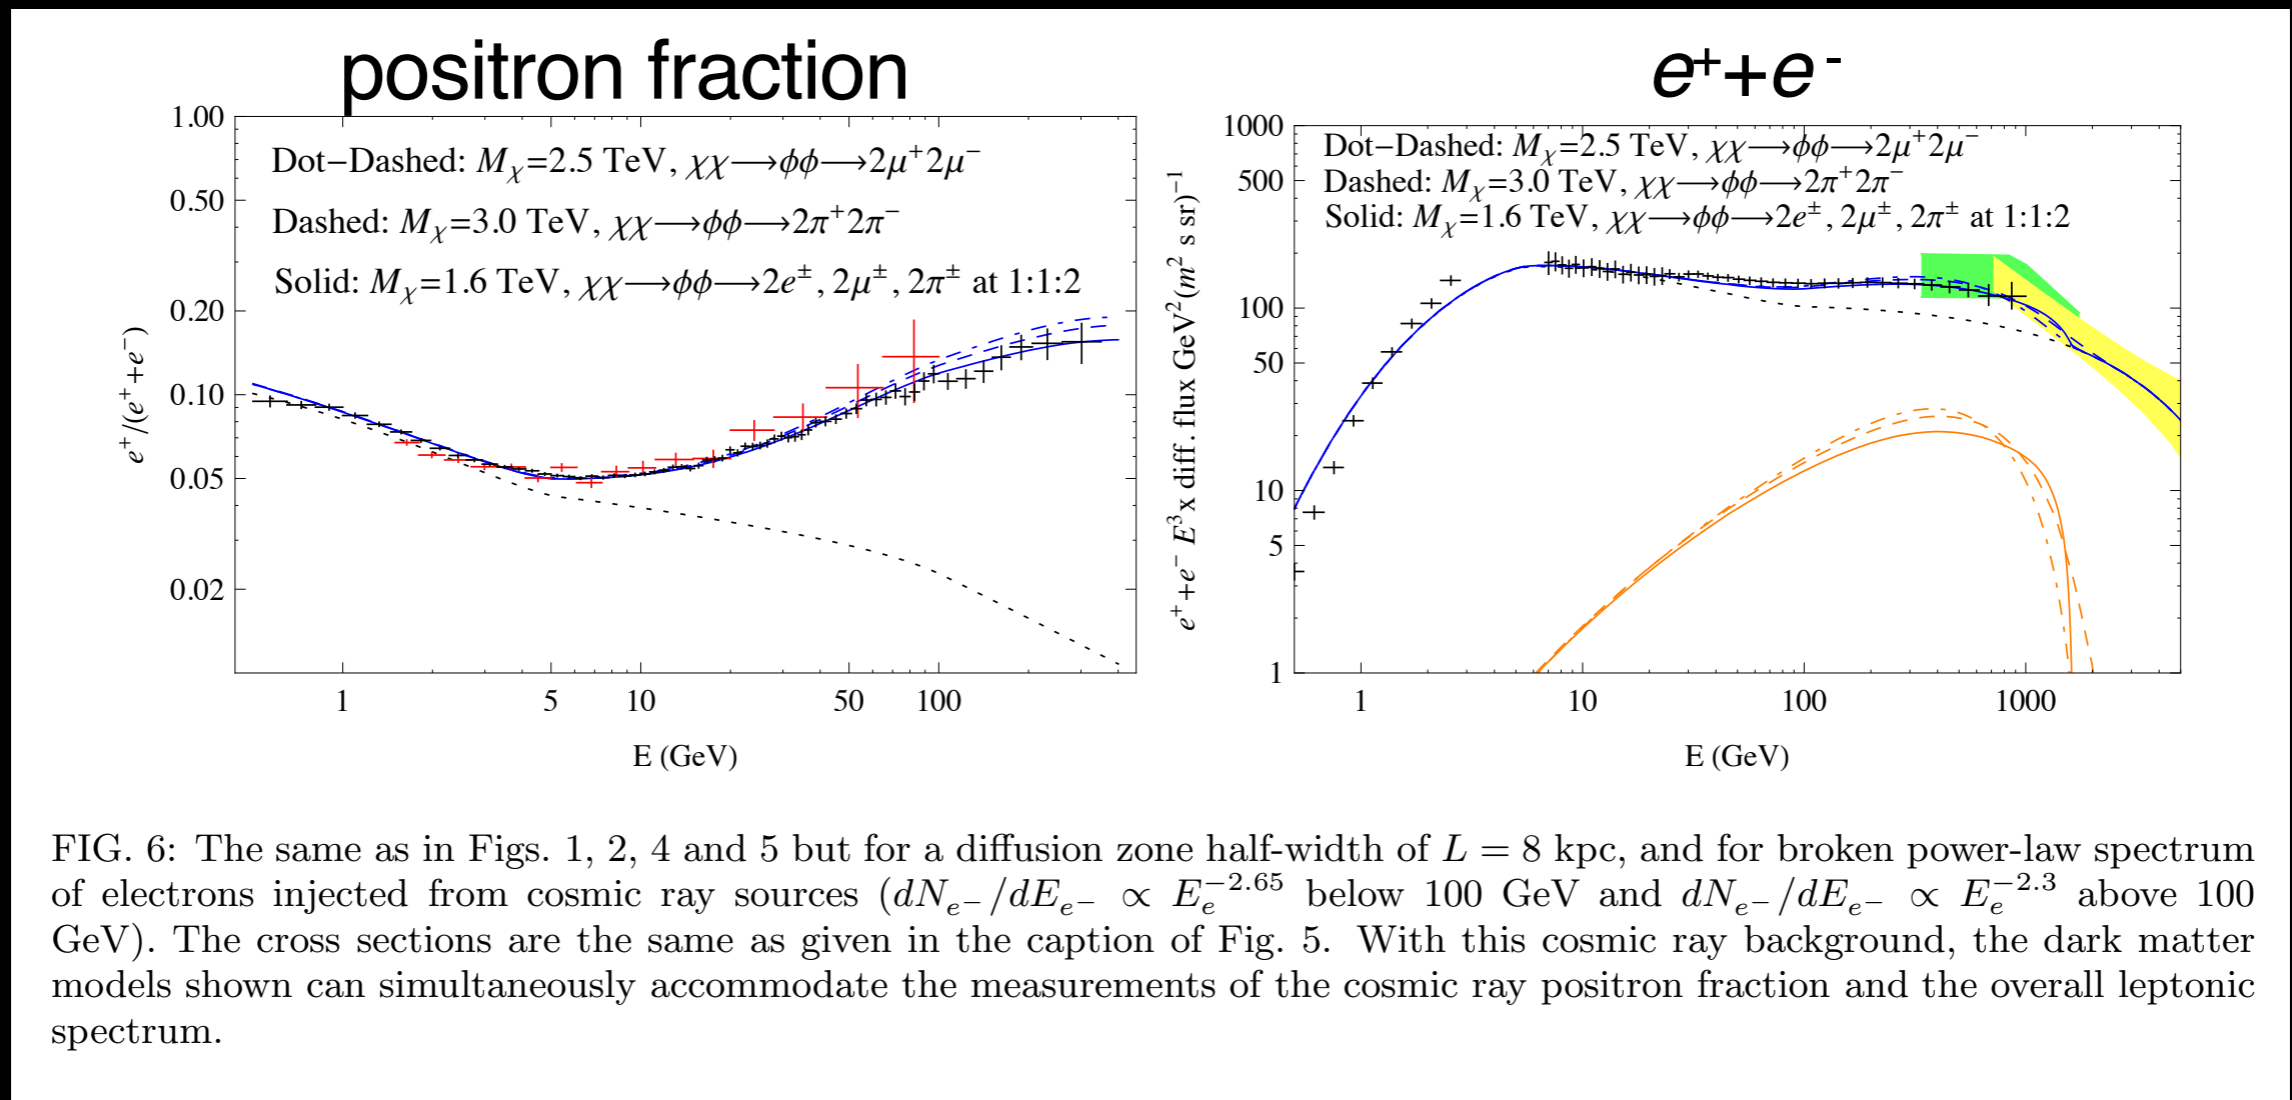 positron fraction
e⁺+e⁻
1.00
0.50
0.20
0.10
0.05
0.02
e⁺/(e⁺+e⁻)
Dot−Dashed: M_χ=2.5 TeV, χχ⟶ϕϕ⟶2μ⁺2μ⁻
Dashed: M_χ=3.0 TeV, χχ⟶ϕϕ⟶2π⁺2π⁻
Solid: M_χ=1.6 TeV, χχ⟶ϕϕ⟶2e^±, 2μ^±, 2π^± at 1:1:2
1 5 10 50 100
E (GeV)
1000
500
100
50
10
5
1
e⁺+e⁻ E³ x diff. flux GeV²(m² s sr)⁻¹
Dot−Dashed: M_χ=2.5 TeV, χχ⟶ϕϕ⟶2μ⁺2μ⁻
Dashed: M_χ=3.0 TeV, χχ⟶ϕϕ⟶2π⁺2π⁻
Solid: M_χ=1.6 TeV, χχ⟶ϕϕ⟶2e^±, 2μ^±, 2π^± at 1:1:2
1 10 100 1000
E (GeV)
FIG. 6: The same as in Figs. 1, 2, 4 and 5 but for a diffusion zone half-width of L = 8 kpc, and for broken power-law spectrum
of electrons injected from cosmic ray sources (dN_{e⁻}/dE_{e⁻} ∝ E_e^{−2.65} below 100 GeV and dN_{e⁻}/dE_{e⁻} ∝ E_e^{−2.3} above 100
GeV). The cross sections are the same as given in the caption of Fig. 5. With this cosmic ray background, the dark matter
models shown can simultaneously accommodate the measurements of the cosmic ray positron fraction and the overall leptonic
spectrum.